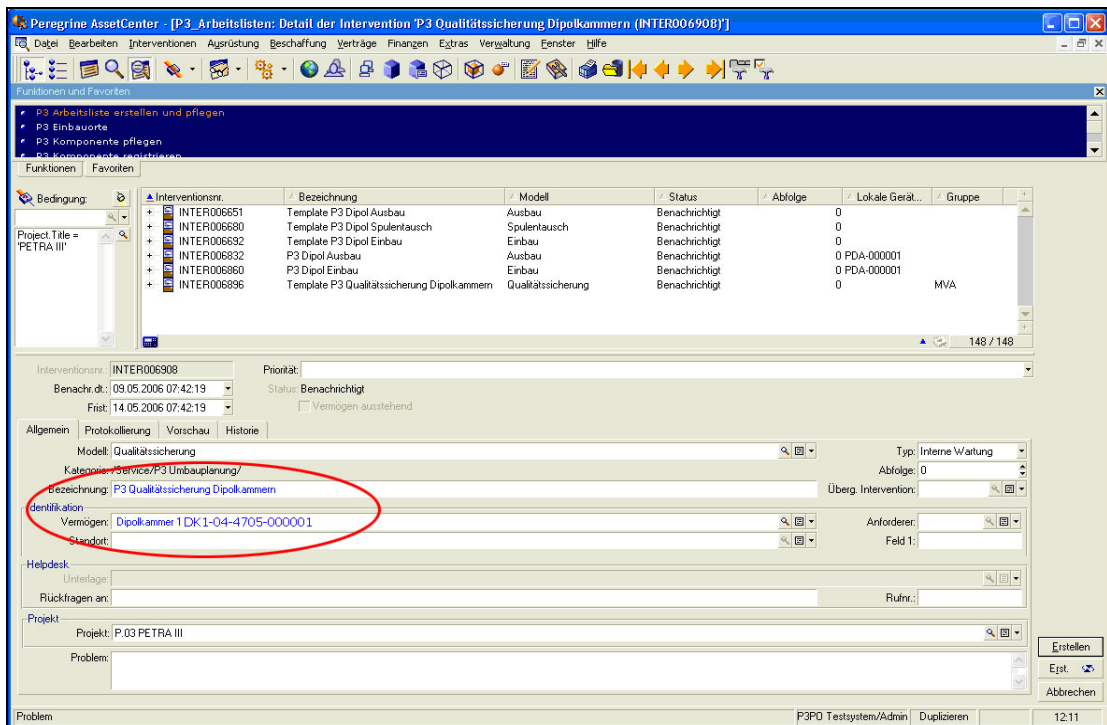 Peregrine AssetCenter - [P3_Arbeitslisten: Detail der Intervention 'P3 Qualitätssicherung Dipolkammern (INTER006908)']
Datei Bearbeiten Interventionen Ausrüstung Beschaffung Verträge Finanzen Extras Verwaltung Fenster Hilfe
Funktionen und Favoriten
P3 Arbeitsliste erstellen und pflegen
P3 Einbauorte
P3 Komponente pflegen
P3 Komponente registrieren
Funktionen Favoriten
Bedingung:
Project.Title =
'PETRA III'
Interventionsnr. Bezeichnung Modell Status Abfolge Lokale Gerät... Gruppe
INTER006651 Template P3 Dipol Ausbau Ausbau Benachrichtigt 0
INTER006680 Template P3 Dipol Spulentausch Spulentausch Benachrichtigt 0
INTER006692 Template P3 Dipol Einbau Einbau Benachrichtigt 0
INTER006832 P3 Dipol Ausbau Ausbau Benachrichtigt 0 PDA-000001
INTER006860 P3 Dipol Einbau Einbau Benachrichtigt 0 PDA-000001
INTER006896 Template P3 Qualitätssicherung Dipolkammern Qualitätssicherung Benachrichtigt 0 MVA
148 / 148
Interventionsnr.: INTER006908 Priorität:
Benachr.dt.: 09.05.2006 07:42:19 Status: Benachrichtigt
Frist: 14.05.2006 07:42:19 Vermögen ausstehend
Allgemein Protokollierung Vorschau Historie
Modell: Qualitätssicherung Typ: Interne Wartung
Kategorie: /Service/P3 Umbauplanung/ Abfolge: 0
Bezeichnung: P3 Qualitätssicherung Dipolkammern Überg. Intervention:
Identifikation
Vermögen: Dipolkammer 1 DK1-04-4705-000001 Anforderer:
Standort: Feld 1:
Helpdesk
Unterlage:
Rückfragen an: Rufnr.:
Projekt
Projekt: P.03 PETRA III
Problem:
Erstellen
Erst.
Abbrechen
Problem P3PO Testsystem/Admin Duplizieren 12:11